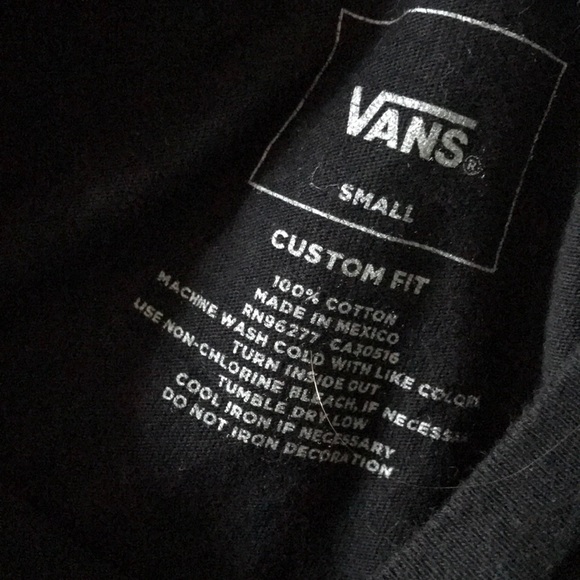 VANS®
SMALL
CUSTOM FIT
100% COTTON
MADE IN MEXICO
RN96277 CA30516
MACHINE WASH COLD WITH LIKE COLORS
TURN INSIDE OUT
USE NON-CHLORINE BLEACH, IF NECESSARY
TUMBLE DRY LOW
COOL IRON IF NECESSARY
DO NOT IRON DECORATION